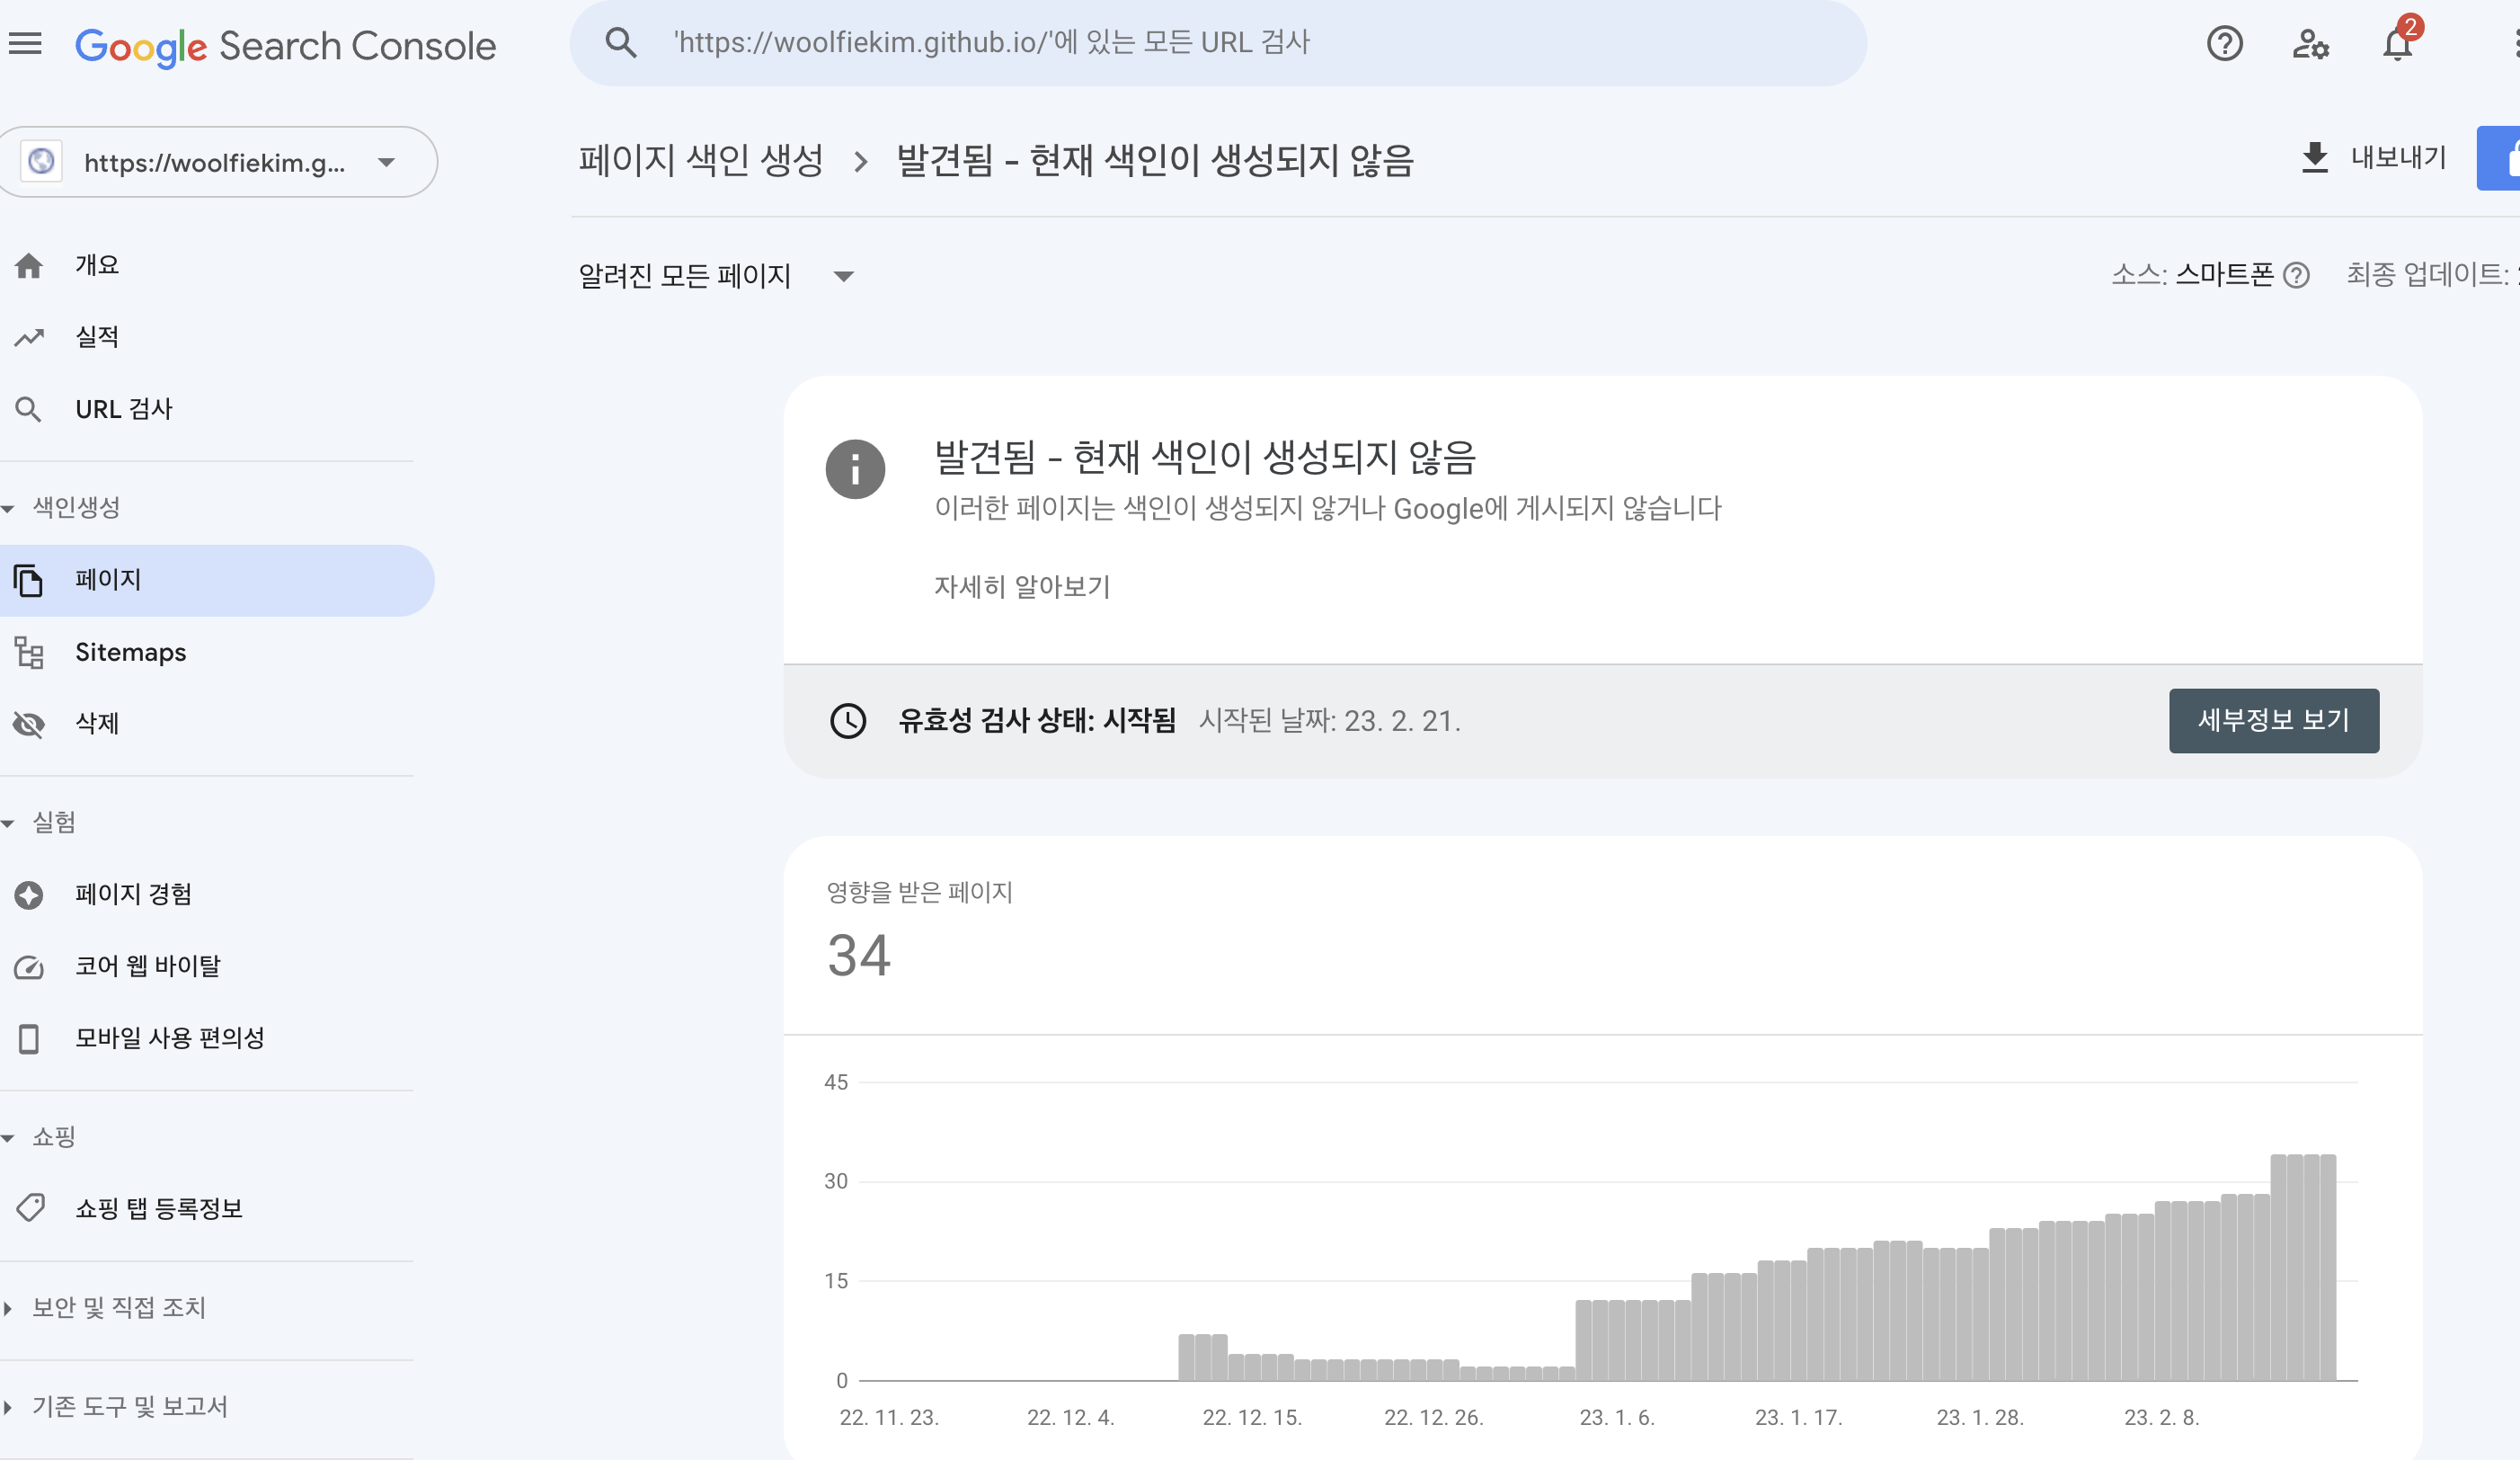 Google Search Console
'https://woolfiekim.github.io/'에 있는 모든 URL 검사
2
https://woolfiekim.g...
페이지 색인 생성 > 발견됨 - 현재 색인이 생성되지 않음
내보내기
개요
실적
URL 검사
색인생성
페이지
Sitemaps
삭제
실험
페이지 경험
코어 웹 바이탈
모바일 사용 편의성
쇼핑
쇼핑 탭 등록정보
보안 및 직접 조치
기존 도구 및 보고서
알려진 모든 페이지
소스: 스마트폰
최종 업데이트:
발견됨 - 현재 색인이 생성되지 않음
이러한 페이지는 색인이 생성되지 않거나 Google에 게시되지 않습니다
자세히 알아보기
유효성 검사 상태: 시작됨 시작된 날짜: 23. 2. 21.
세부정보 보기
영향을 받은 페이지
34
45
30
15
0
22. 11. 23. 22. 12. 4. 22. 12. 15. 22. 12. 26. 23. 1. 6. 23. 1. 17. 23. 1. 28. 23. 2. 8.